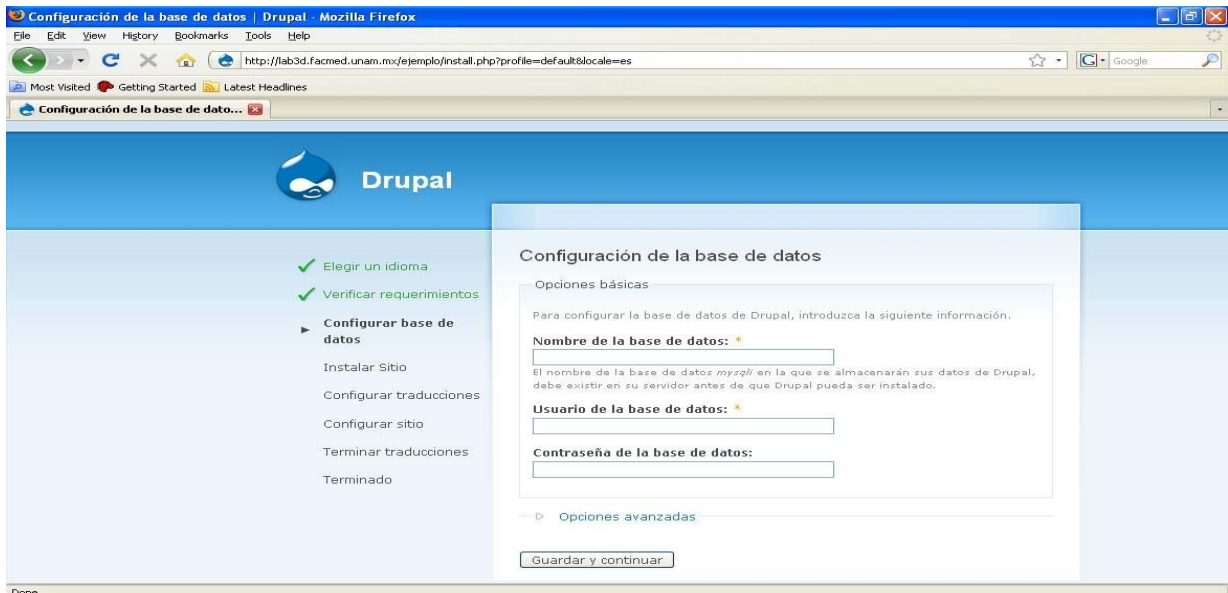 Configuración de la base de datos | Drupal - Mozilla Firefox
File Edit View History Bookmarks Tools Help
http://lab3d.facmed.unam.mx/ejemplo/install.php?profile=default&locale=es
G Google
Most Visited Getting Started Latest Headlines
Configuración de la base de dato...
Drupal
Elegir un idioma
Verificar requerimientos
Configurar base de
datos
Instalar Sitio
Configurar traducciones
Configurar sitio
Terminar traducciones
Terminado
Configuración de la base de datos
Opciones básicas
Para configurar la base de datos de Drupal, introduzca la siguiente información.
Nombre de la base de datos: *
El nombre de la base de datos mysqli en la que se almacenarán sus datos de Drupal,
debe existir en su servidor antes de que Drupal pueda ser instalado.
Usuario de la base de datos: *
Contraseña de la base de datos:
Opciones avanzadas
Guardar y continuar
Done